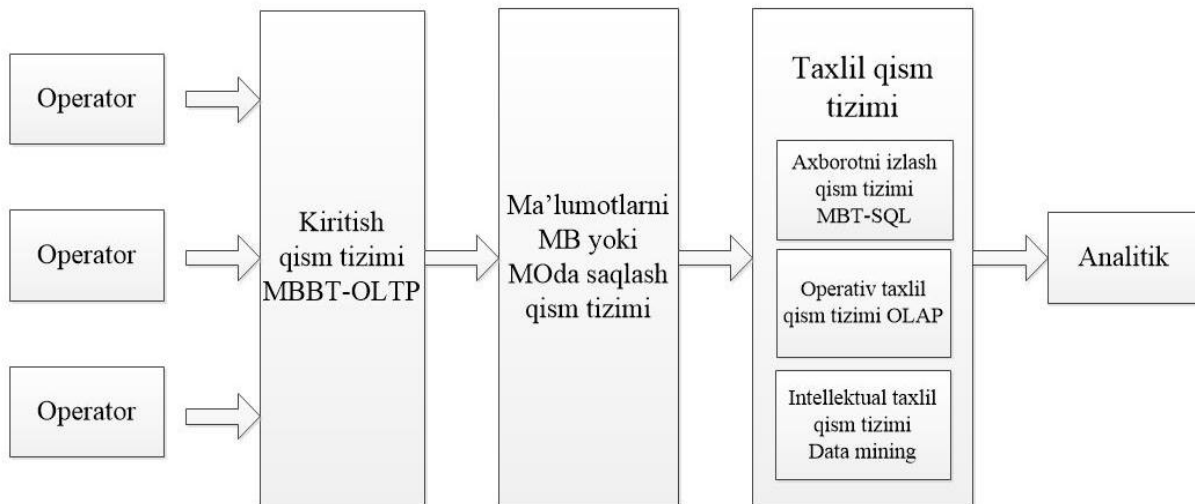 Operator
Operator
Operator
Kiritish
qism tizimi
MBBT-OLTP
Ma’lumotlarni
MB yoki
MOda saqlash
qism tizimi
Taxlil qism
tizimi
Axborotni izlash
qism tizimi
MBT-SQL
Operativ taxlil
qism tizimi OLAP
Intellektual taxlil
qism tizimi
Data mining
Analitik